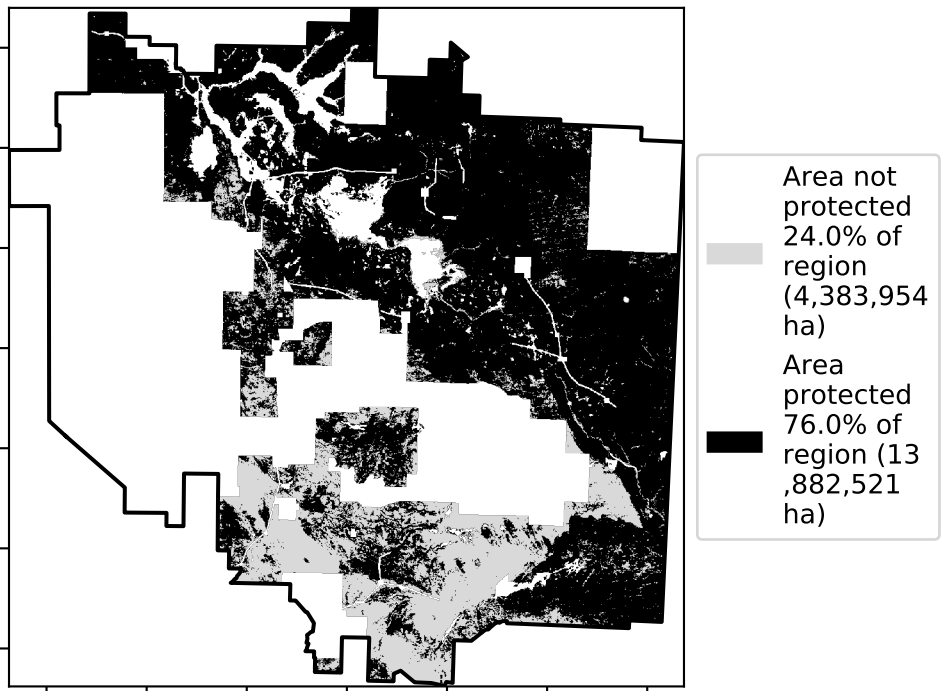 Area not
protected
24.0% of
region
(4,383,954
ha)
Area
protected
76.0% of
region (13
,882,521
ha)